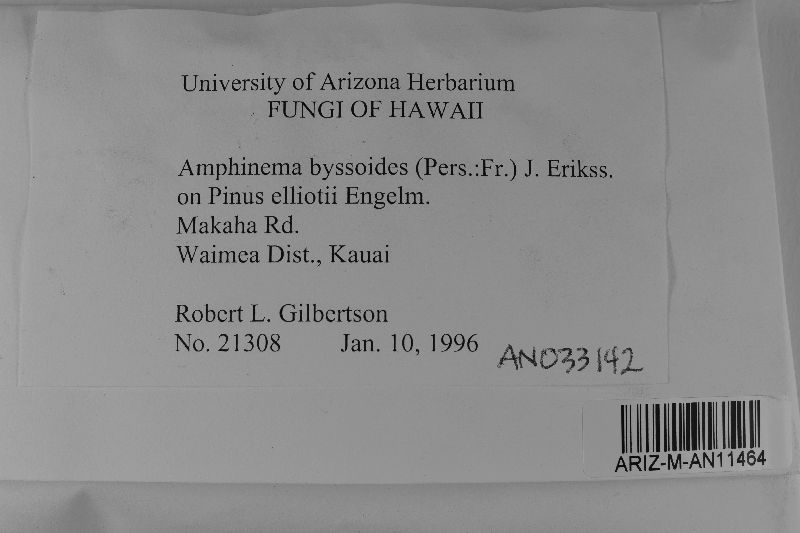 University of Arizona Herbarium
FUNGI OF HAWAII
Amphinema byssoides (Pers.:Fr.) J. Erikss.
on Pinus elliotii Engelm.
Makaha Rd.
Waimea Dist., Kauai
Robert L. Gilbertson
No. 21308 Jan. 10, 1996
AN033142
ARIZ-M-AN11464